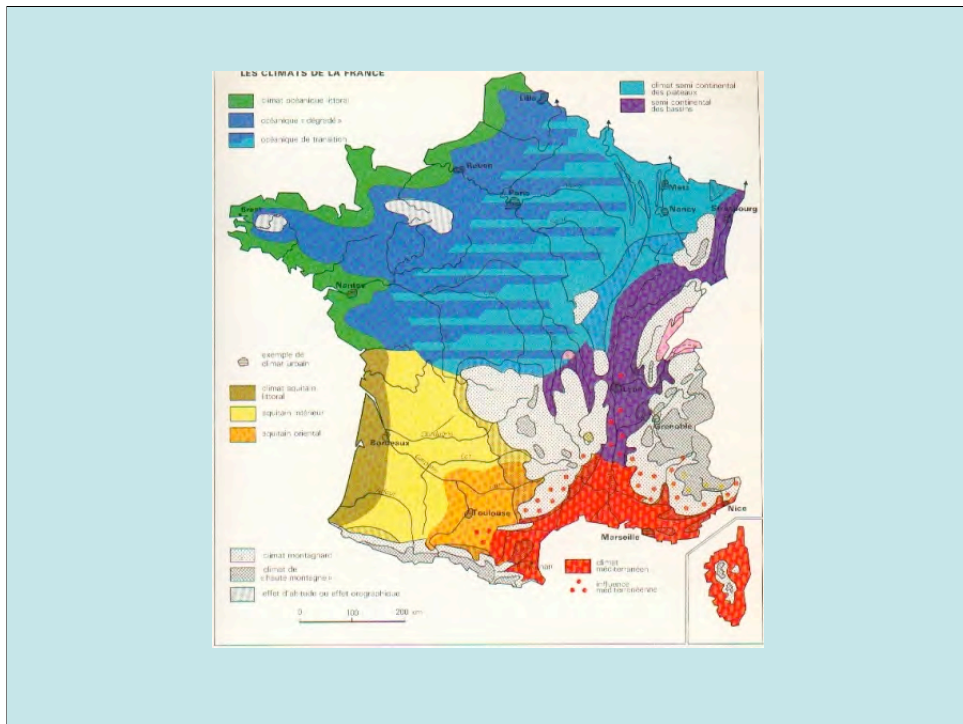 LES CLIMATS DE LA FRANCE
climat océanique littoral
océanique « dégradé »
océanique de transition
climat semi continental
des plateaux
semi continental
des bassins
Lille
Rouen
Paris
Metz
Nancy
Strasbourg
Brest
Nantes
exemple de
climat urbain
climat aquitain
littoral
aquitain intérieur
aquitain oriental
Lyon
Grenoble
Bordeaux
Toulouse
Nice
Marseille
climat montagnard
climat de
« haute montagne »
effet d'altitude ou effet orographique
climat
méditerranéen
influence
méditerranéenne
0 100 200 km